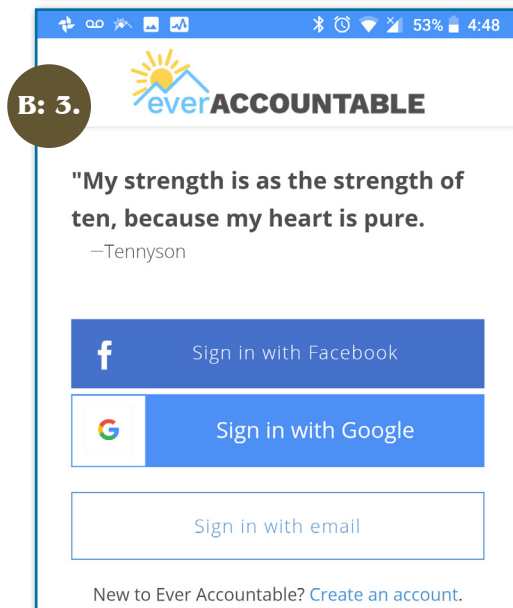 53% 4:48
B: 3.
everACCOUNTABLE
"My strength is as the strength of
ten, because my heart is pure.
—Tennyson
f Sign in with Facebook
G Sign in with Google
Sign in with email
New to Ever Accountable? Create an account.